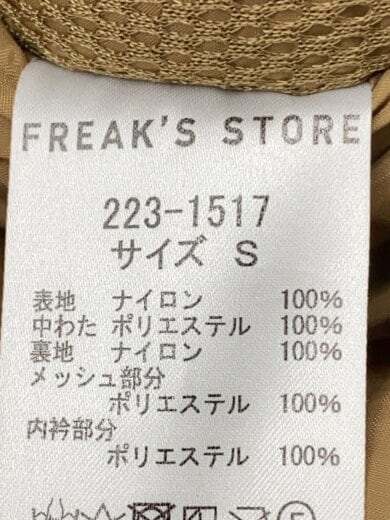 FREAK'S STORE
223-1517
サイズ S
表地 ナイロン 100%
中わた ポリエステル 100%
裏地 ナイロン 100%
メッシュ部分
ポリエステル 100%
内衿部分
ポリエステル 100%